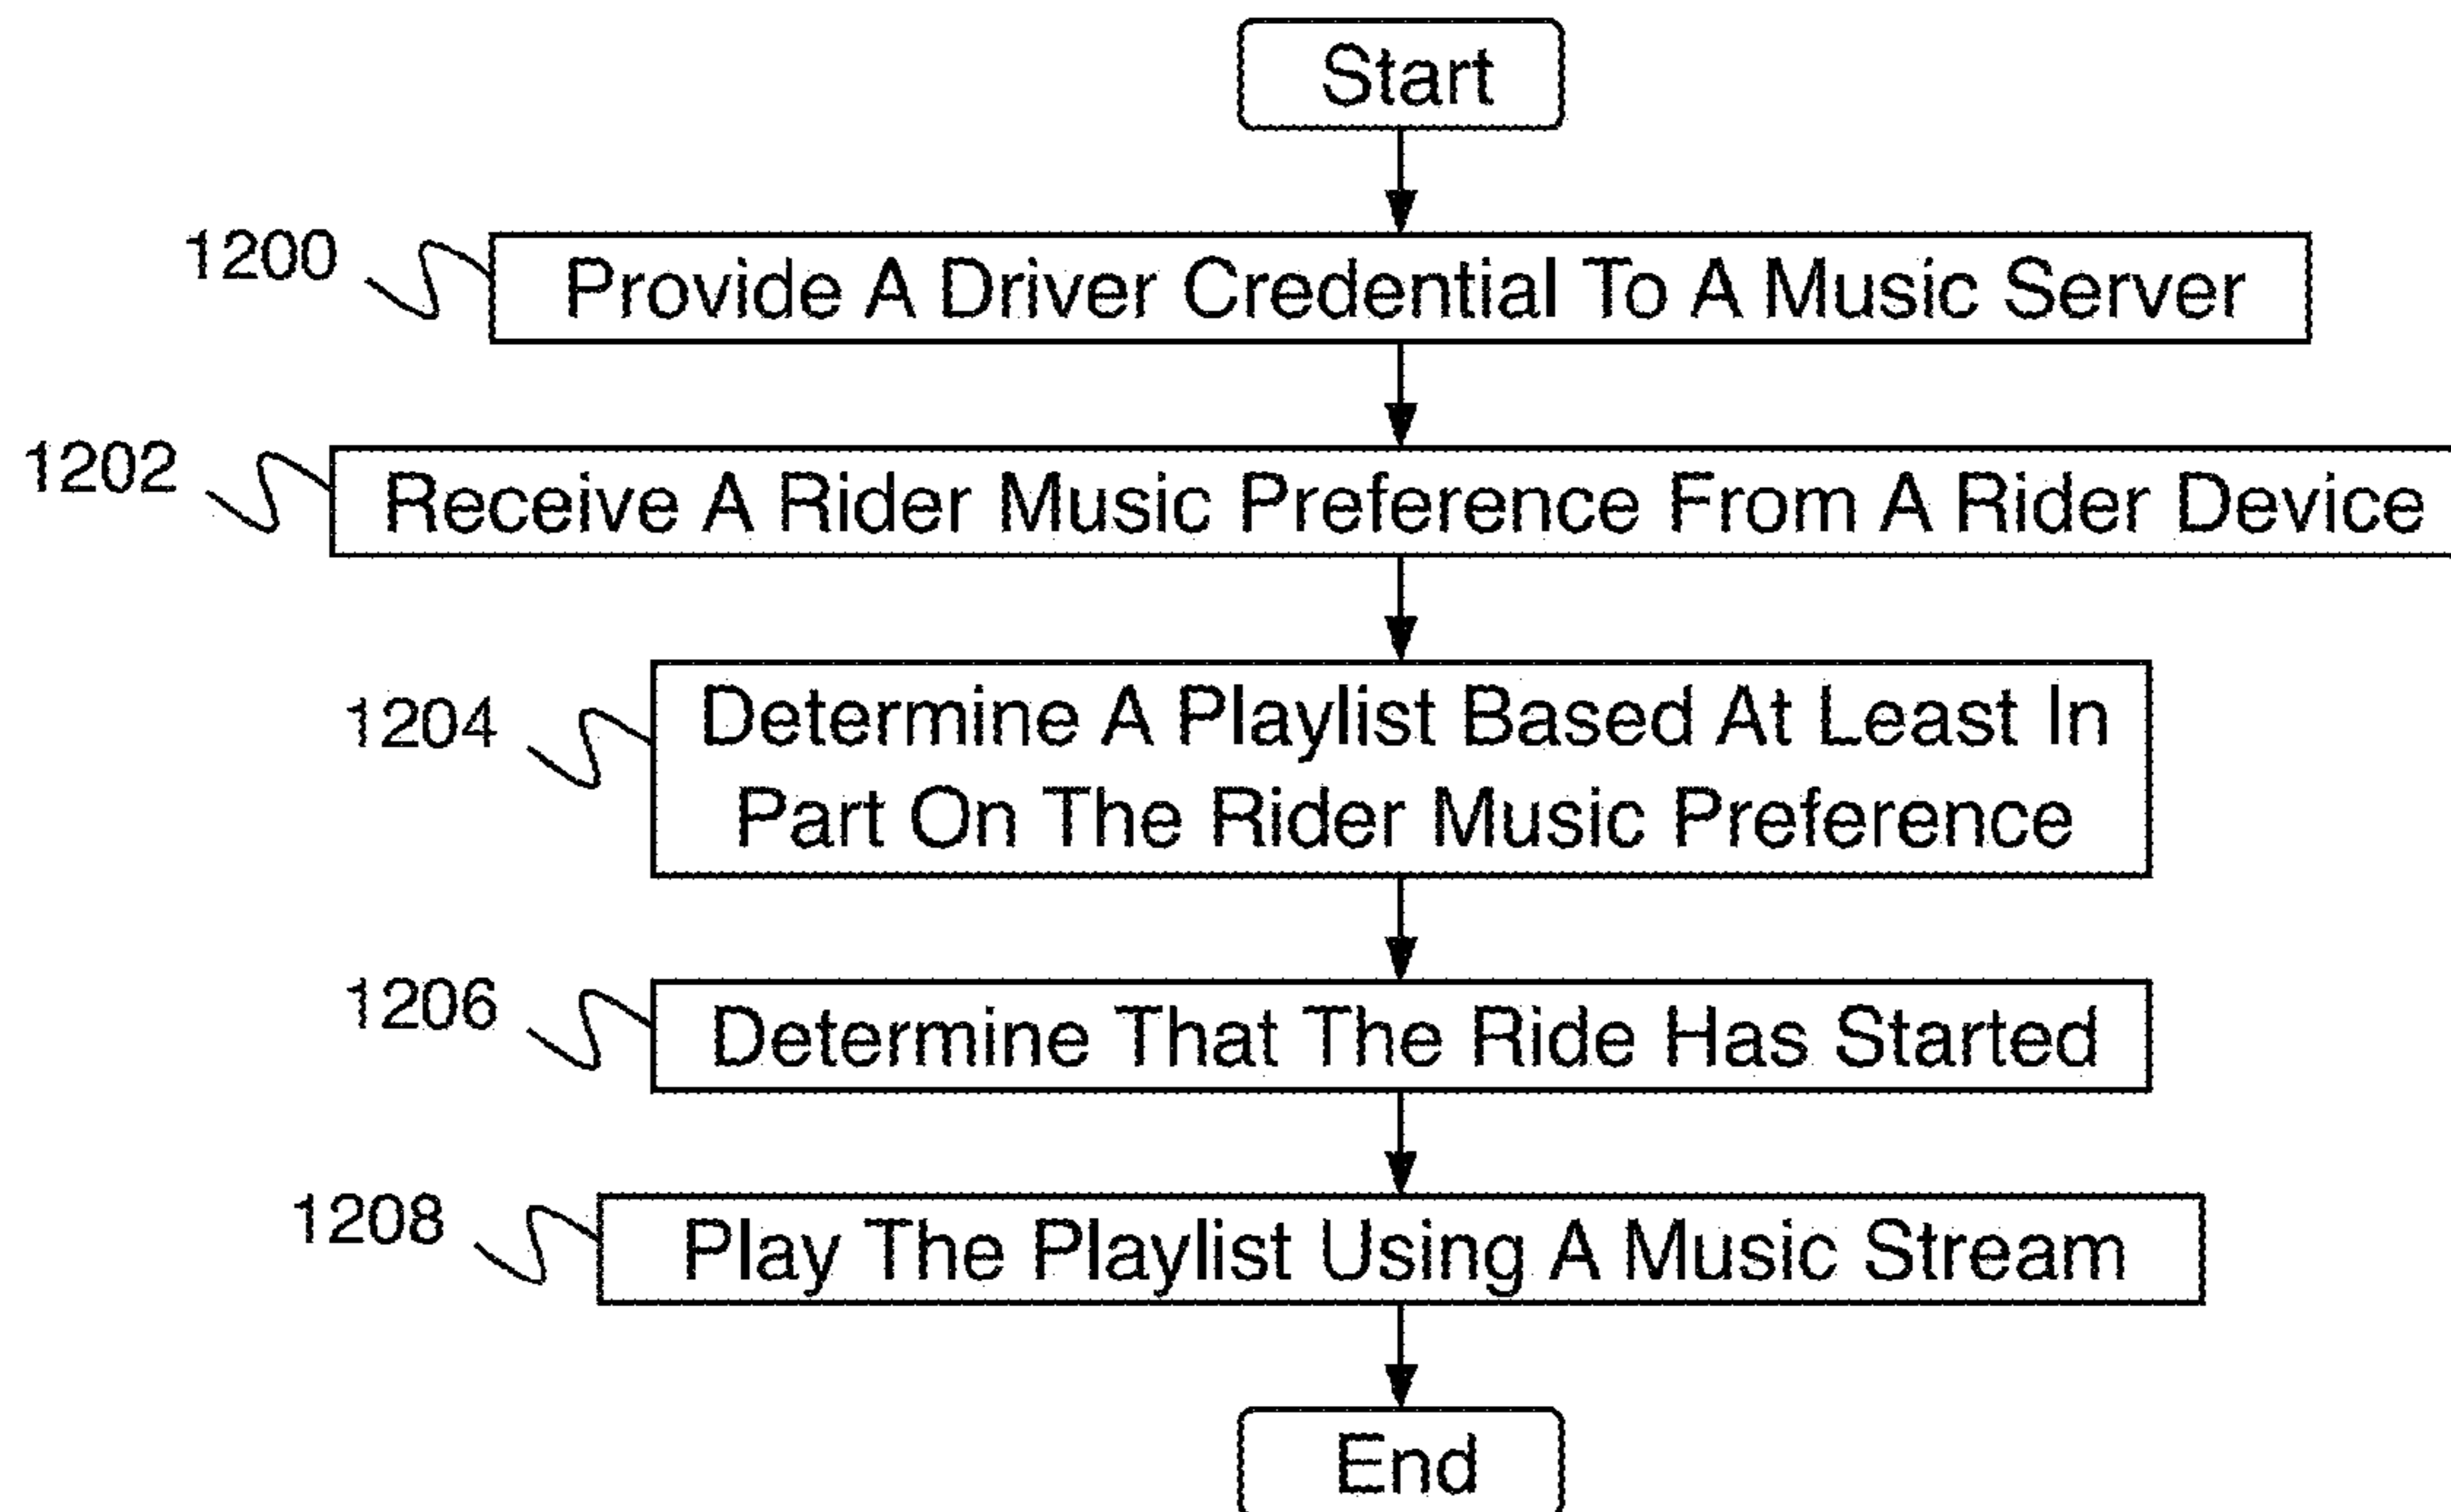 Start
1200
Provide A Driver Credential To A Music Server
1202
Receive A Rider Music Preference From A Rider Device
1204
Determine A Playlist Based At Least In
Part On The Rider Music Preference
1206
Determine That The Ride Has Started
1208
Play The Playlist Using A Music Stream
End